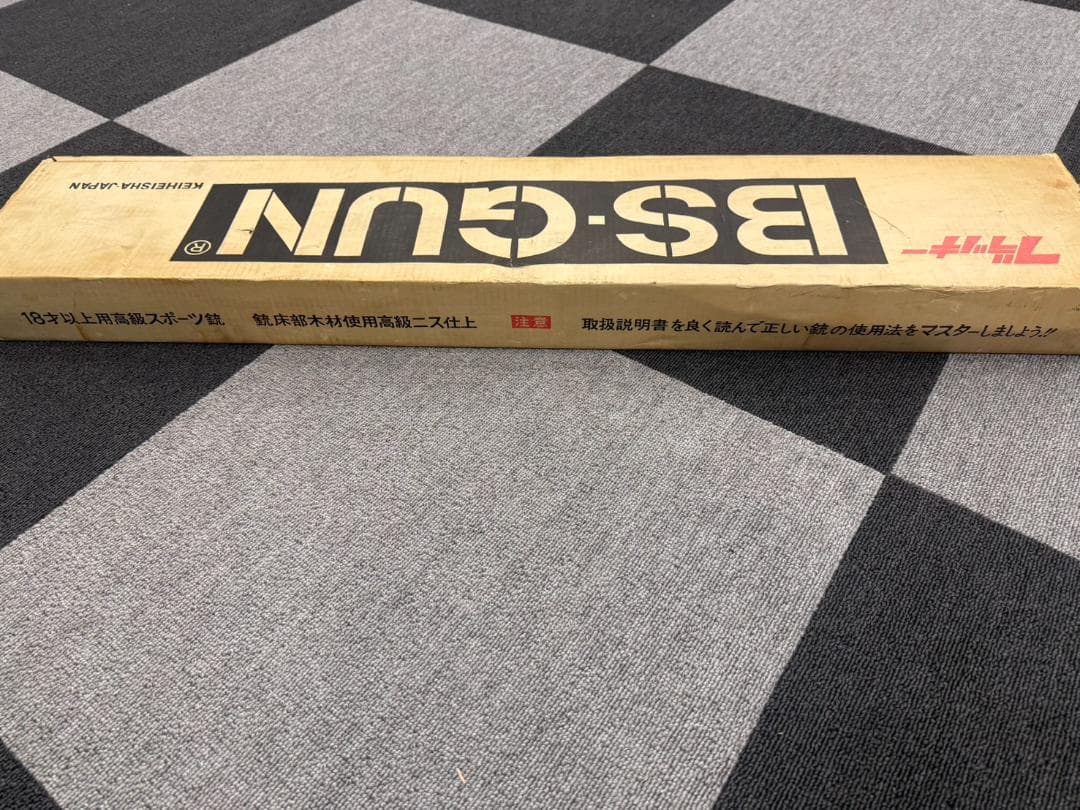 ブラッキー
BS·GUN®
KEIHEISHA·JAPAN
18才以上用高級スポーツ銃 銃床部木材使用高級ニス仕上 注意 取扱説明書を良く読んで正しい銃の使用法をマスターしましょう!!